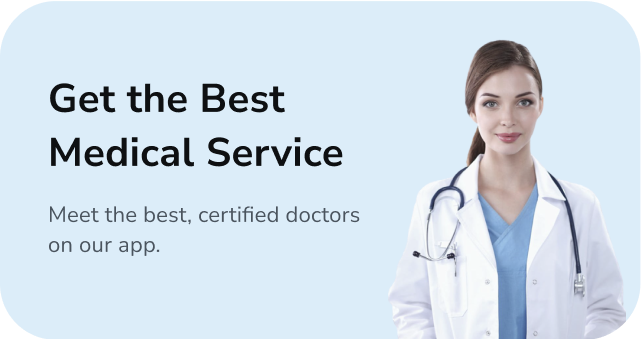 Get the Best
Medical Service
Meet the best, certified doctors
on our app.